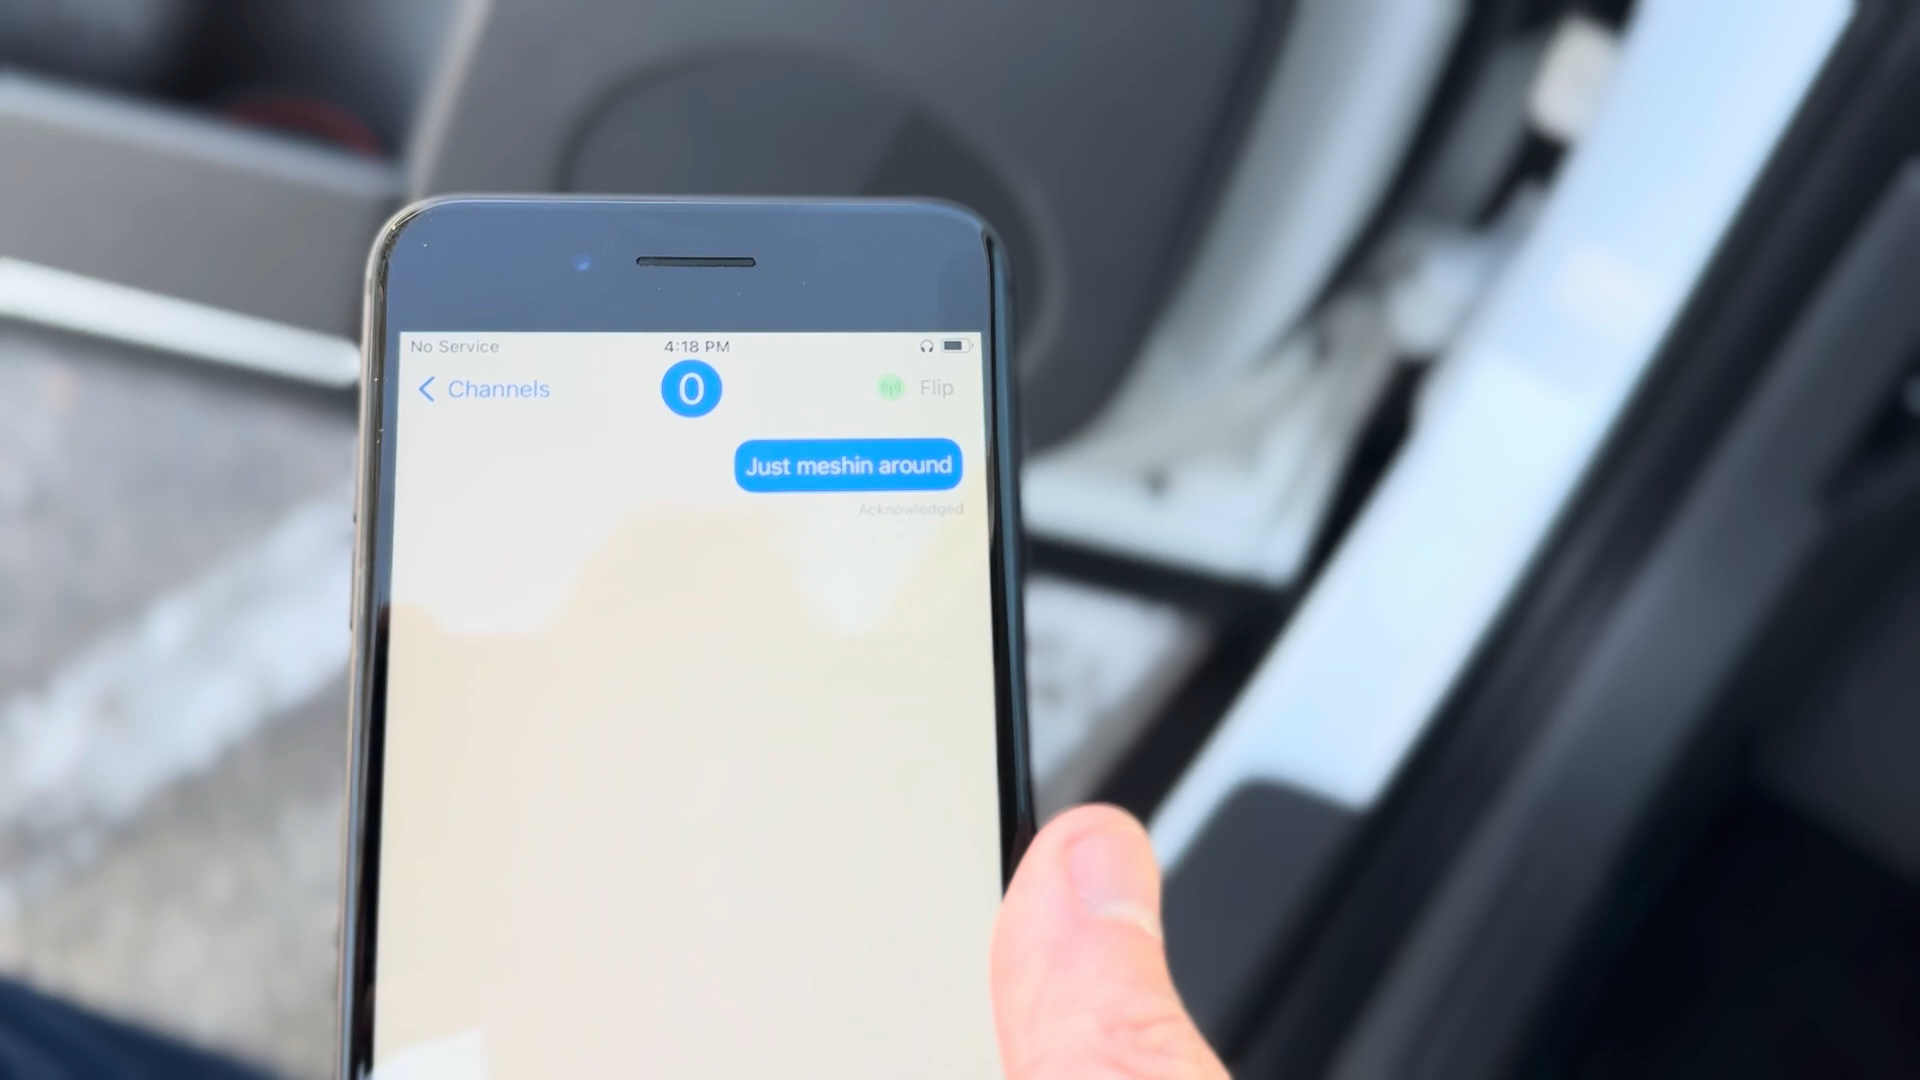 No Service 4:18 PM
Channels 0 Flip
Just meshin around
Acknowledged